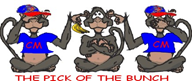 CM CM
THE PICK OF THE BUNCH